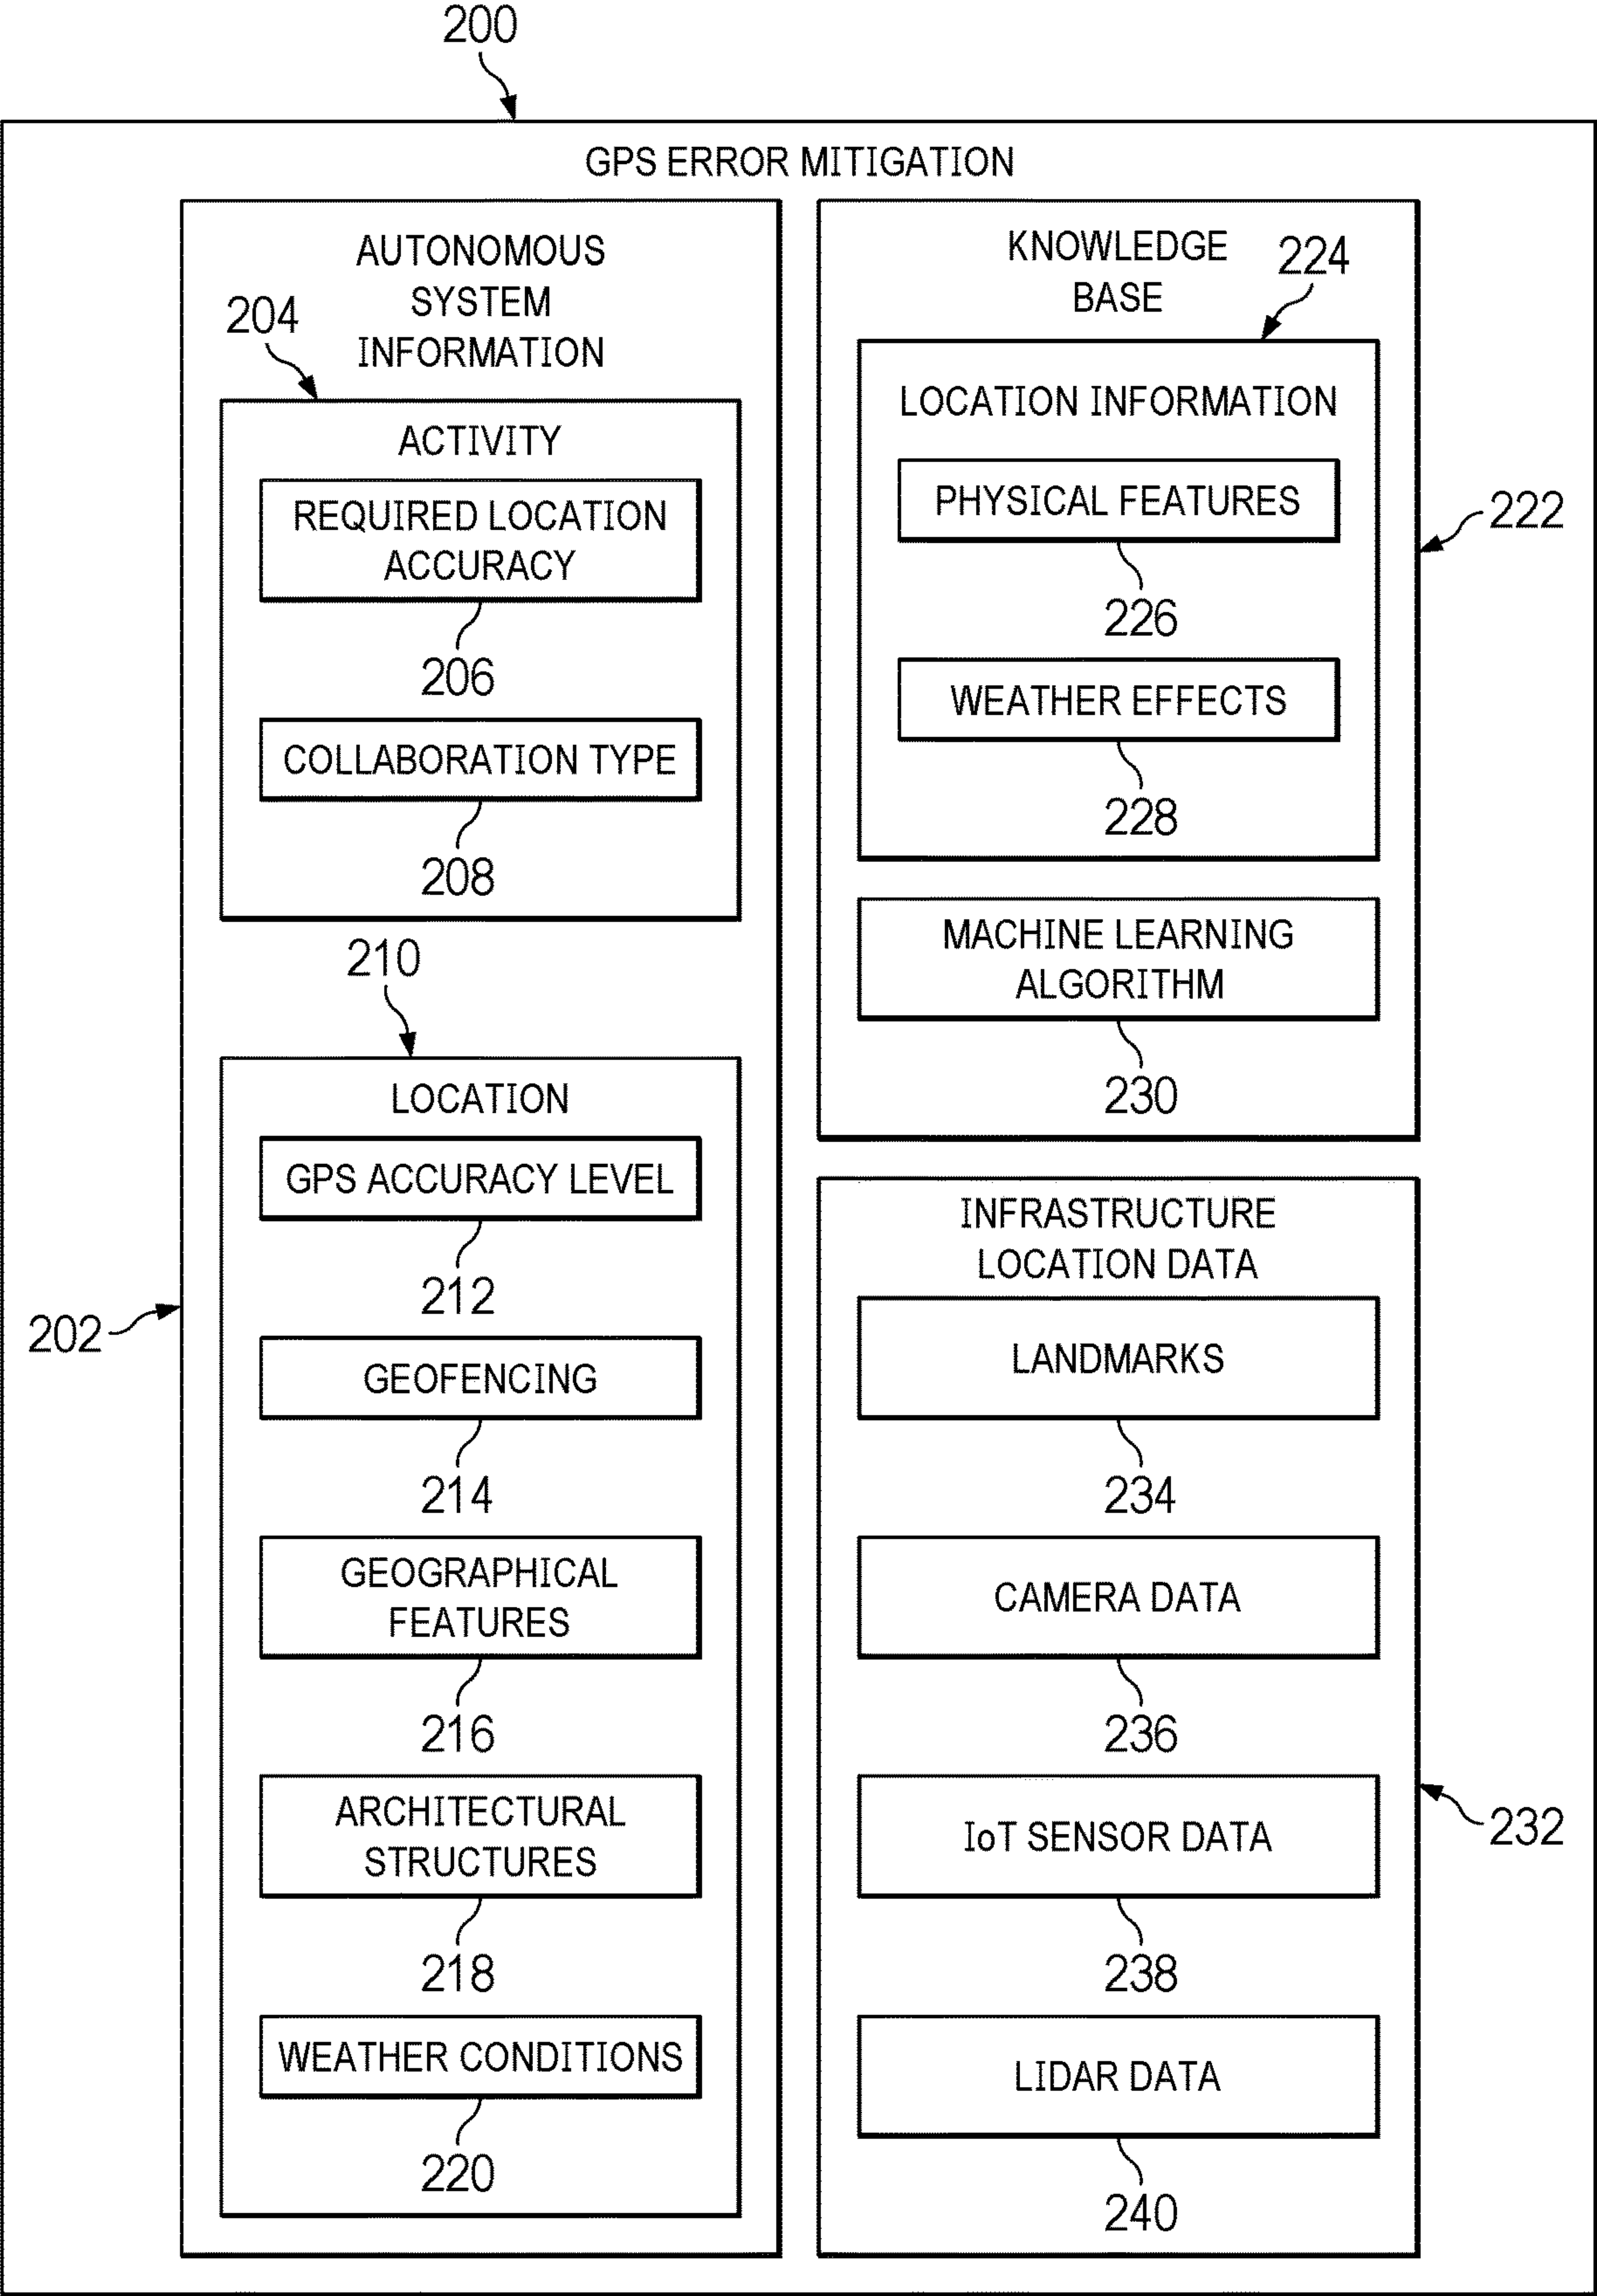 200
GPS ERROR MITIGATION
AUTONOMOUS
SYSTEM
INFORMATION
204
ACTIVITY
REQUIRED LOCATION
ACCURACY
206
COLLABORATION TYPE
208
210
LOCATION
GPS ACCURACY LEVEL
212
202
GEOFENCING
214
GEOGRAPHICAL
FEATURES
216
ARCHITECTURAL
STRUCTURES
218
WEATHER CONDITIONS
220
KNOWLEDGE
BASE
224
LOCATION INFORMATION
PHYSICAL FEATURES
222
226
WEATHER EFFECTS
228
MACHINE LEARNING
ALGORITHM
230
INFRASTRUCTURE
LOCATION DATA
LANDMARKS
234
CAMERA DATA
236
IoT SENSOR DATA
232
238
LIDAR DATA
240